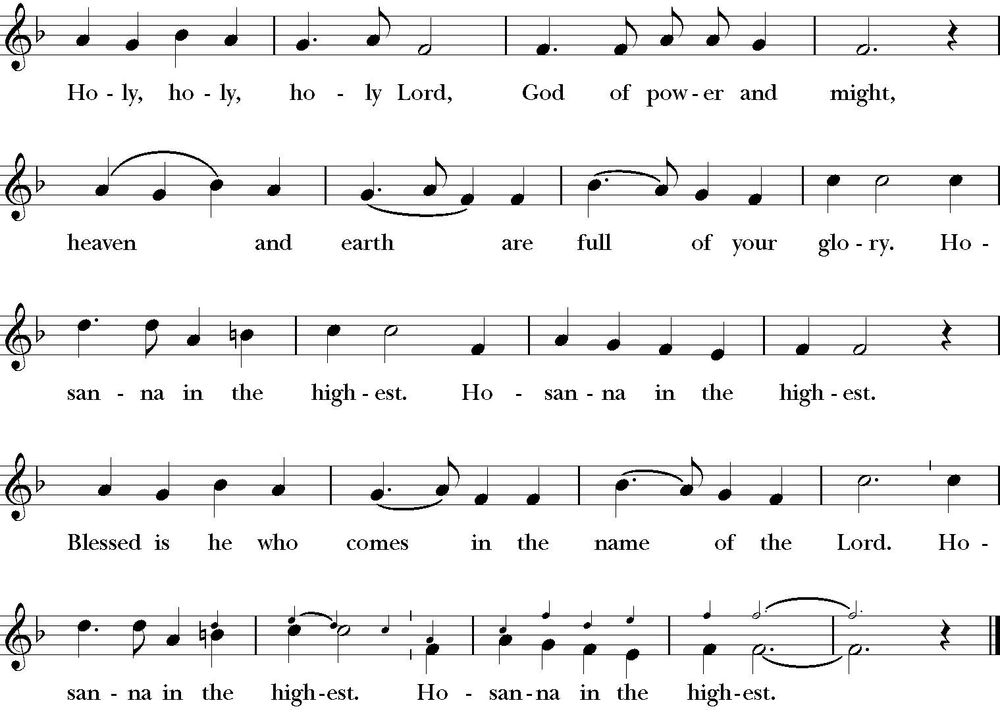 Ho - ly, ho - ly, ho - ly Lord, God of pow - er and might,
heaven and earth are full of your glo - ry. Ho -
san - na in the high - est. Ho - san - na in the high - est.
Blessed is he who comes in the name of the Lord. Ho -
san - na in the high - est. Ho - san - na in the high - est.